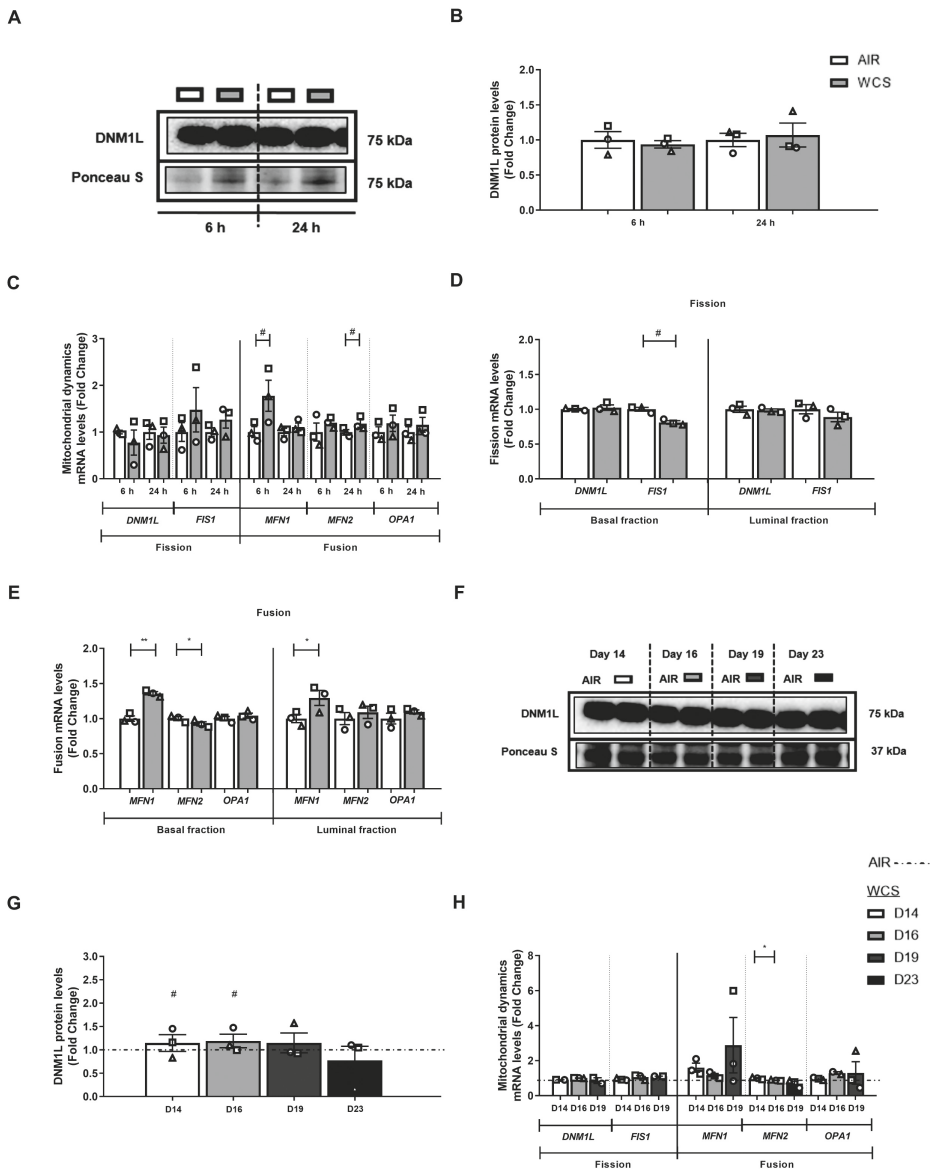 A
DNM1L
75 kDa
Ponceau S
75 kDa
6 h
24 h
B
AIR
WCS
DNM1L protein levels
(Fold Change)
2.0
1.5
1.0
0.5
0.0
6 h
24 h
C
Mitochondrial dynamics
mRNA levels (Fold Change)
3
2
1
0
#
#
6 h 24 h 6 h 24 h 6 h 24 h 6 h 24 h 6 h 24 h
DNM1L FIS1 MFN1 MFN2 OPA1
Fission Fusion
D
Fission
Fission mRNA levels
(Fold Change)
2.0
1.5
1.0
0.5
0.0
#
DNM1L FIS1 DNM1L FIS1
Basal fraction Luminal fraction
E
Fusion
Fusion mRNA levels
(Fold Change)
2.0
1.5
1.0
0.5
0.0
** * *
MFN1 MFN2 OPA1 MFN1 MFN2 OPA1
Basal fraction Luminal fraction
F
Day 14 Day 16 Day 19 Day 23
AIR AIR AIR AIR
DNM1L
75 kDa
Ponceau S
37 kDa
G
DNM1L protein levels
(Fold Change)
3.0
2.5
2.0
1.5
1.0
0.5
0.0
# #
D14 D16 D19 D23
AIR
WCS
D14
D16
D19
D23
H
Mitochondrial dynamics
mRNA levels (Fold Change)
8
6
4
2
0
*
D14 D16 D19 D14 D16 D19 D14 D16 D19 D14 D16 D19 D14 D16 D19
DNM1L FIS1 MFN1 MFN2 OPA1
Fission Fusion